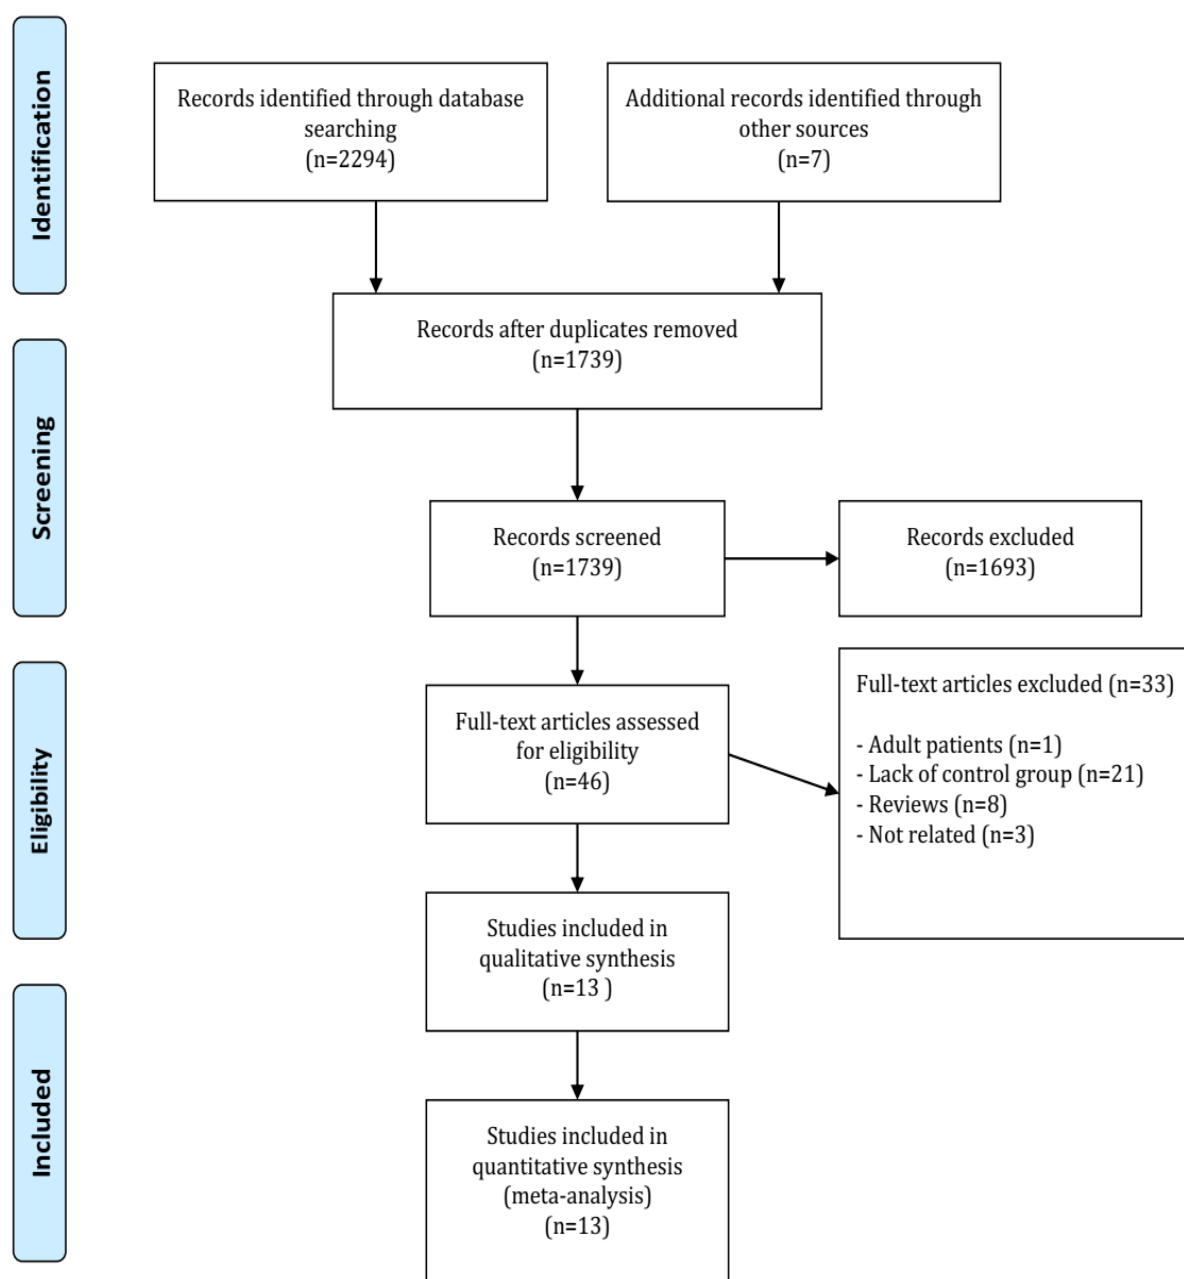 Identification
Records identified through database
searching
(n=2294)
Additional records identified through
other sources
(n=7)
Records after duplicates removed
(n=1739)
Screening
Records screened
(n=1739)
Records excluded
(n=1693)
Eligibility
Full-text articles assessed
for eligibility
(n=46)
Full-text articles excluded (n=33)
- Adult patients (n=1)
- Lack of control group (n=21)
- Reviews (n=8)
- Not related (n=3)
Studies included in
qualitative synthesis
(n=13 )
Included
Studies included in
quantitative synthesis
(meta-analysis)
(n=13)